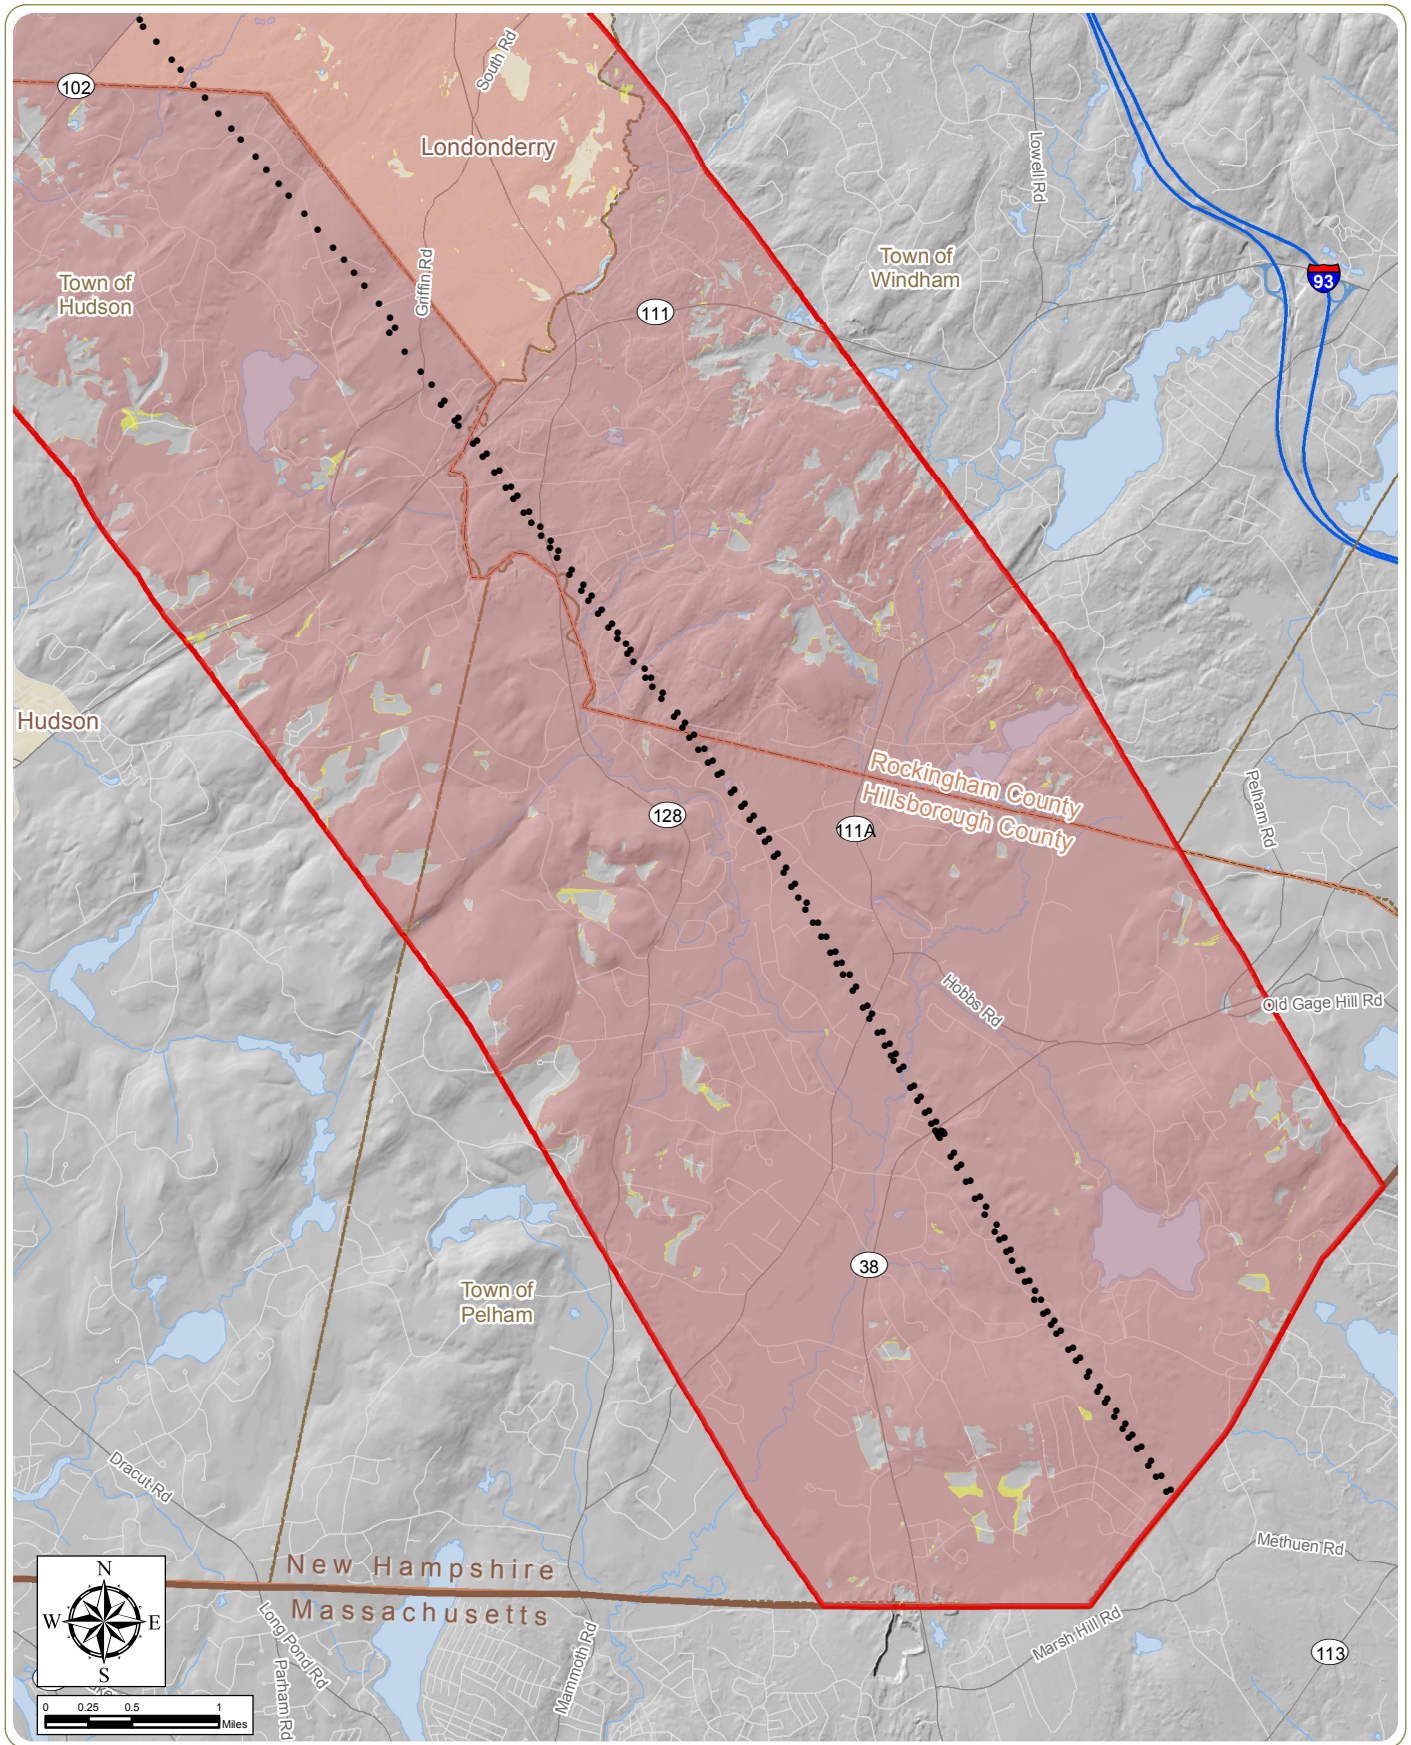 South Rd
102
Londonderry
Lowell Rd
Town of
Windham
Griffin Rd
93
Town of
Hudson
111
Hudson
Rockingham County
Hillsborough County
Pelham Rd
128
111A
Hobbs Rd
Old Gage Hill Rd
38
Town of
Pelham
Dracut Rd
Methuen Rd
New Hampshire
Massachusetts
N
W
E
S
Long Pond Rd
Parham Rd
Mammoth Rd
Marsh Hill Rd
113
0 0.25 0.5 1
Miles